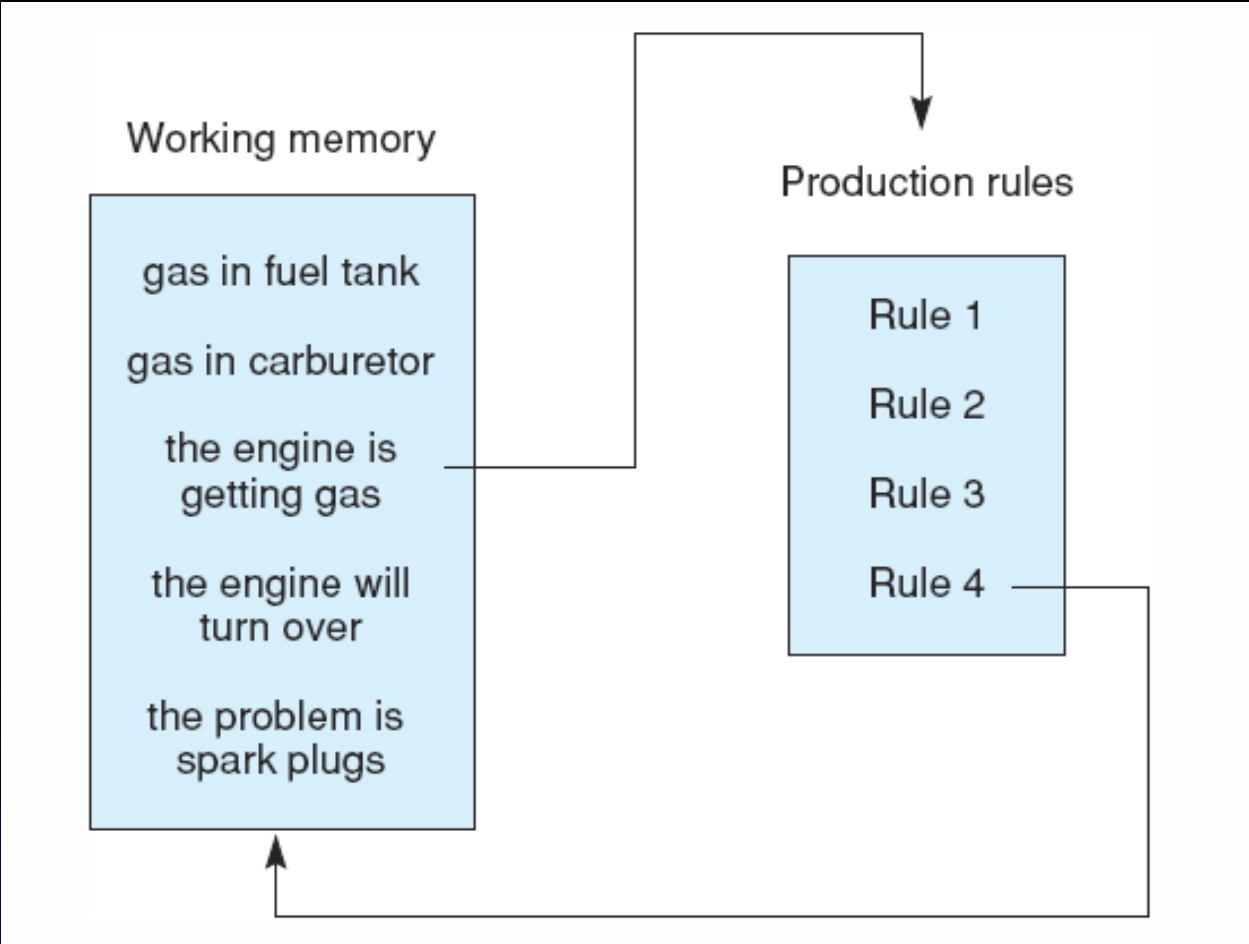 Working memory
gas in fuel tank
gas in carburetor
the engine is
getting gas
the engine will
turn over
the problem is
spark plugs
Production rules
Rule 1
Rule 2
Rule 3
Rule 4